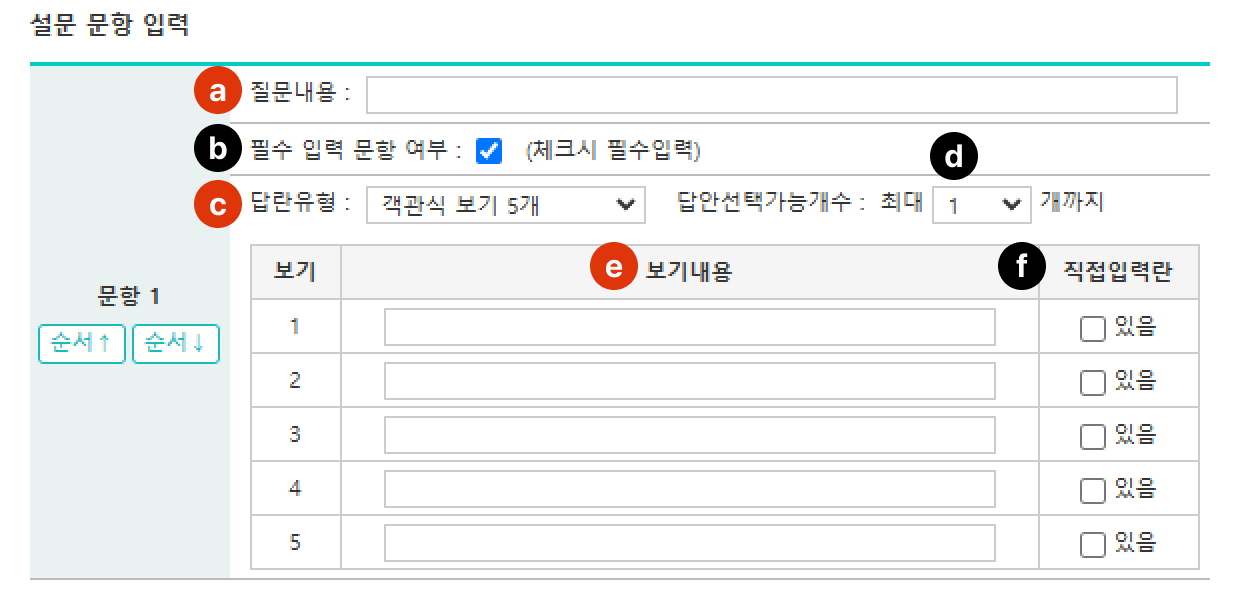 설문 문항 입력
a 질문내용 :
b 필수 입력 문항 여부 : (체크시 필수입력)
d
c 답란유형 : 객관식 보기 5개 답안선택가능개수 : 최대 1 개까지
보기 e 보기내용 f 직접입력란
문항 1
순서↑ 순서↓
1 있음
2 있음
3 있음
4 있음
5 있음